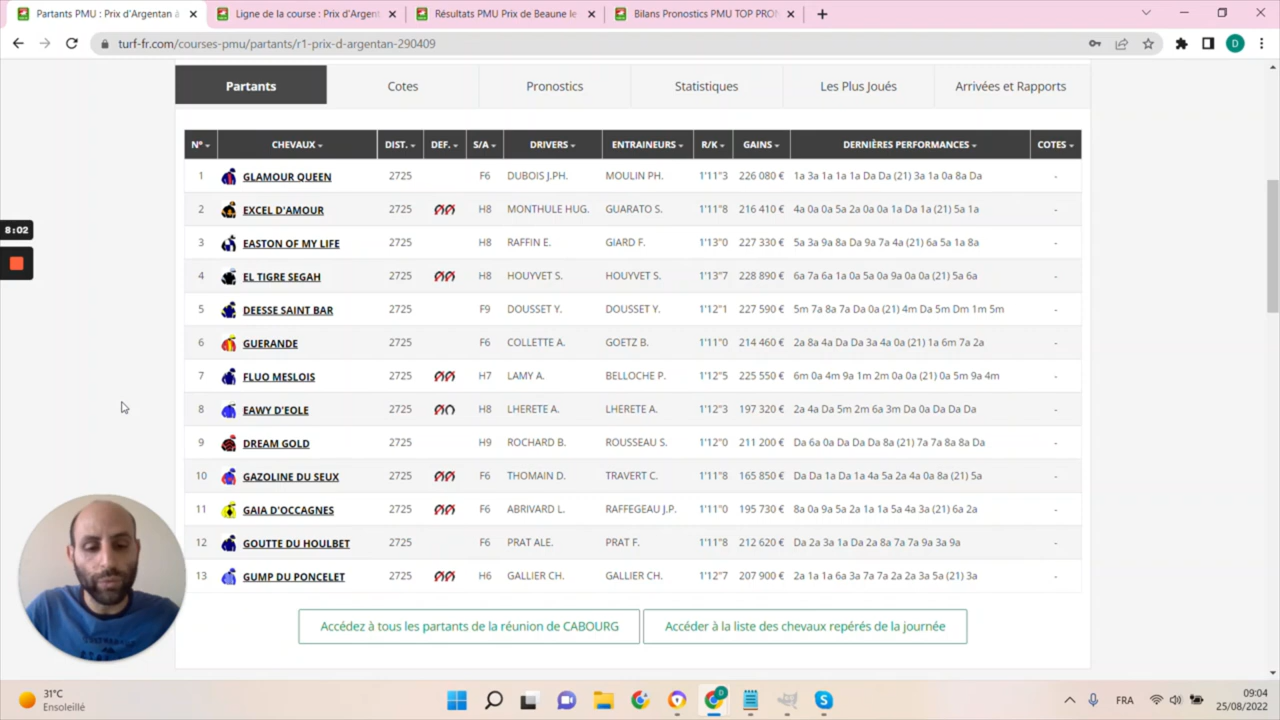 Partants PMU : Prix d'Argentan à
Ligne de la course : Prix d'Argent
Résultats PMU Prix de Beaune le
Bilans Pronostics PMU TOP PRON
turf-fr.com/courses-pmu/partants/r1-prix-d-argentan-290409
D
Partants Cotes Pronostics Statistiques Les Plus Joués Arrivées et Rapports
N° CHEVAUX DIST. DEF. S/A DRIVERS ENTRAINEURS R/K GAINS DERNIÈRES PERFORMANCES COTES
1 GLAMOUR QUEEN 2725 F6 DUBOIS J.PH. MOULIN PH. 1'11"3 226 080 € 1a 3a 1a 1a 1a Da Da (21) 3a 1a 0a 8a Da -
2 EXCEL D'AMOUR 2725 H8 MONTHULE HUG. GUARATO S. 1'11"8 216 410 € 4a 0a 0a 5a 2a 0a 0a 1a Da 1a (21) 5a 1a -
3 EASTON OF MY LIFE 2725 H8 RAFFIN E. GIARD F. 1'13"0 227 330 € 5a 3a 9a 8a Da 9a 7a 4a (21) 6a 5a 1a 8a -
4 EL TIGRE SEGAH 2725 H8 HOUYVET S. HOUYVET S. 1'13"7 228 890 € 6a 7a 6a 1a 0a 5a 0a 9a 0a 0a (21) 5a 6a -
5 DEESSE SAINT BAR 2725 F9 DOUSSET Y. DOUSSET Y. 1'12"1 227 590 € 5m 7a 8a 7a Da 0a (21) 4m Da 5m Dm 1m 5m -
6 GUERANDE 2725 F6 COLLETTE A. GOETZ B. 1'11"0 214 460 € 2a 8a 4a Da Da 3a 4a 0a (21) 1a 6m 7a 2a -
7 FLUO MESLOIS 2725 H7 LAMY A. BELLOCHE P. 1'12"5 225 550 € 6m 0a 4m 9a 1m 2m 0a 0a (21) 0a 5m 9a 4m -
8 EAWY D'EOLE 2725 H8 LHERETE A. LHERETE A. 1'12"3 197 320 € 2a 4a Da 5m 2m 6a 3m Da 0a Da Da Da -
9 DREAM GOLD 2725 H9 ROCHARD B. ROUSSEAU S. 1'12"0 211 200 € Da 6a 0a Da Da Da 8a (21) 7a 7a 8a 8a Da -
10 GAZOLINE DU SEUX 2725 F6 THOMAIN D. TRAVERT C. 1'11"8 165 850 € Da Da 1a Da 1a 4a 5a 2a 4a 0a 8a (21) 5a -
11 GAIA D'OCCAGNES 2725 F6 ABRIVARD L. RAFFEGEAU J.P. 1'11"0 195 730 € 8a 0a 9a 5a 2a 1a 1a 5a 4a 3a (21) 6a 2a -
12 GOUTTE DU HOULBET 2725 F6 PRAT ALE. PRAT F. 1'11"8 212 620 € Da 2a 3a 1a Da 2a 8a 7a 7a 9a 3a 9a -
13 GUMP DU PONCELET 2725 H6 GALLIER CH. GALLIER CH. 1'12"7 207 900 € 2a 1a 1a 6a 3a 7a 7a 2a 2a 3a 5a (21) 3a -
8:02
Accédez à tous les partants de la réunion de CABOURG
Accéder à la liste des chevaux repérés de la journée
31°C
Ensoleillé
D
FRA
09:04
25/08/2022